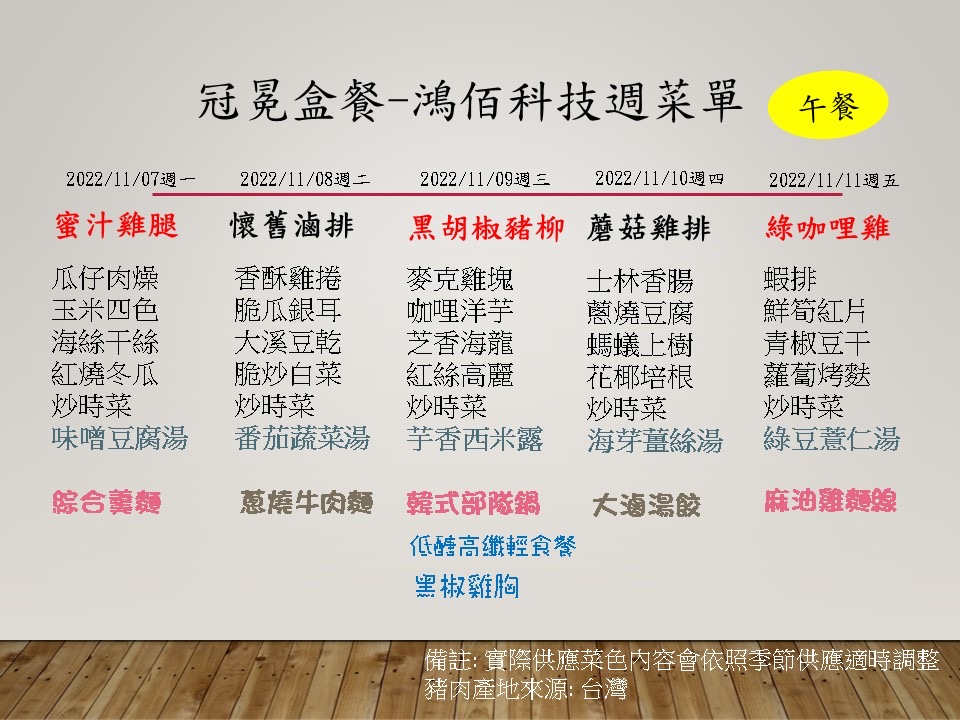 冠冕盒餐-鴻佰科技週菜單
午餐
2022/11/07週一
蜜汁雞腿
瓜仔肉燥
玉米四色
海絲干絲
紅燒冬瓜
炒時菜
味噌豆腐湯
綜合羹麵
2022/11/08週二
懷舊滷排
香酥雞捲
脆瓜銀耳
大溪豆乾
脆炒白菜
炒時菜
番茄蔬菜湯
蔥燒牛肉麵
2022/11/09週三
黑胡椒豬柳
麥克雞塊
咖哩洋芋
芝香海龍
紅絲高麗
炒時菜
芋香西米露
韓式部隊鍋
低醣高纖輕食餐
黑椒雞胸
2022/11/10週四
蘑菇雞排
士林香腸
蔥燒豆腐
螞蟻上樹
花椰培根
炒時菜
海芽薑絲湯
大滷湯餃
2022/11/11週五
綠咖哩雞
蝦排
鮮筍紅片
青椒豆干
蘿蔔烤麩
炒時菜
綠豆薏仁湯
麻油雞麵線
備註: 實際供應菜色內容會依照季節供應適時調整
豬肉產地來源: 台灣